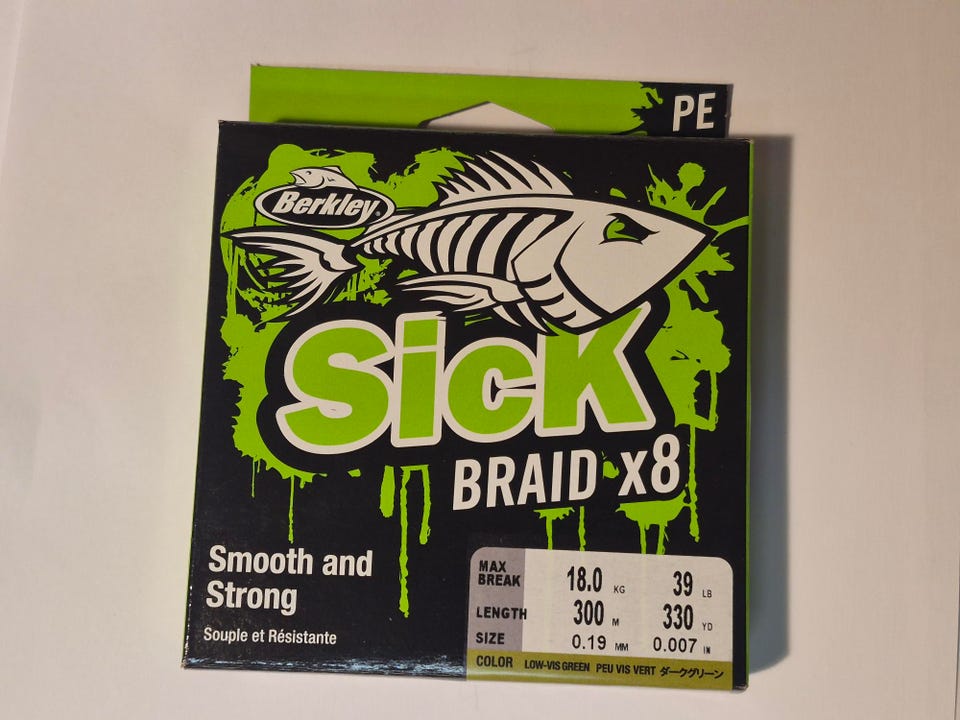 PE
Berkley®
Sick
BRAID x8
Smooth and
Strong
Souple et Résistante
MAX BREAK 18.0 KG 39 LB
LENGTH 300 M 330 YD
SIZE 0.19 MM 0.007 IN
COLOR LOW-VIS GREEN PEU VIS VERT ダークグリーン